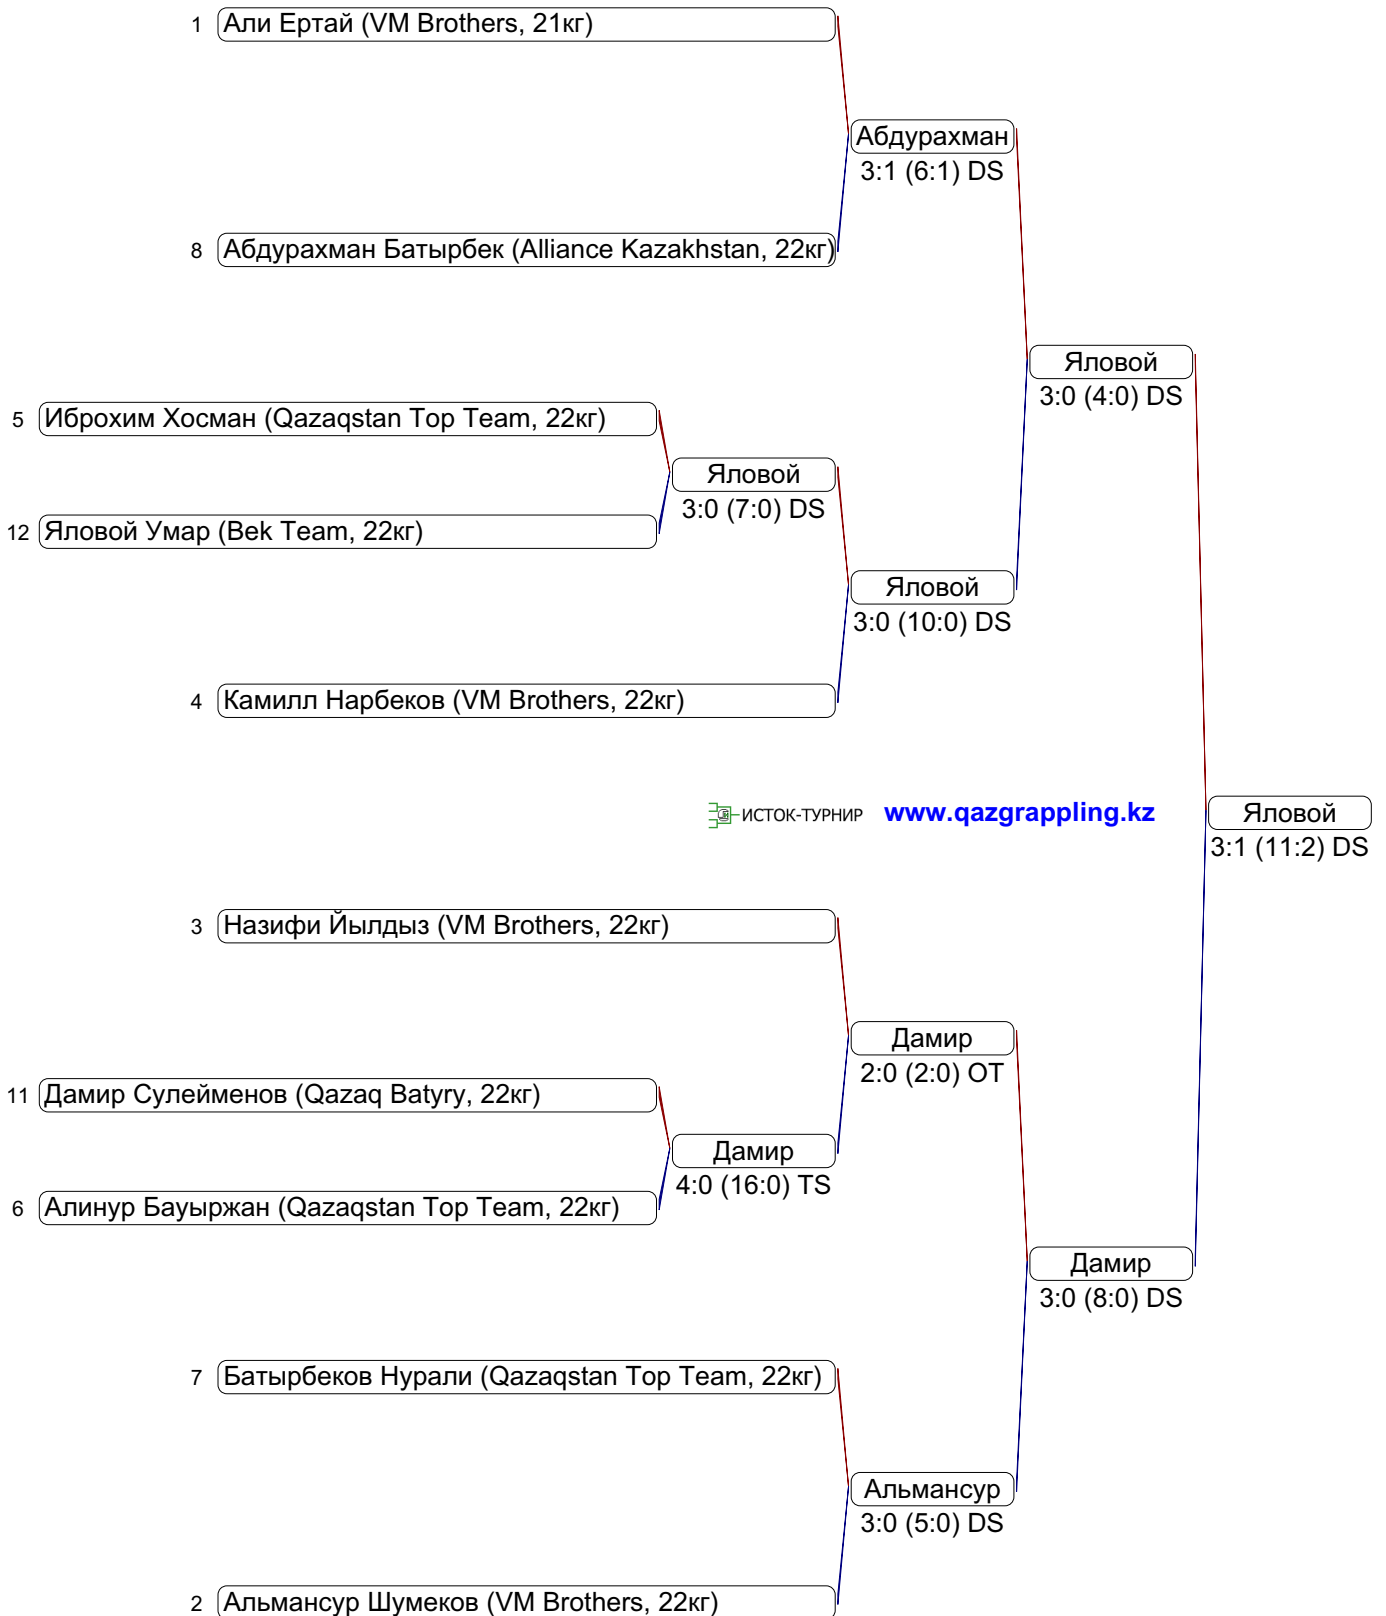 1 Али Ертай (VM Brothers, 21кг)
Абдурахман
3:1 (6:1) DS
8 Абдурахман Батырбек (Alliance Kazakhstan, 22кг)
Яловой
3:0 (4:0) DS
5 Иброхим Хосман (Qazaqstan Top Team, 22кг)
Яловой
3:0 (7:0) DS
12 Яловой Умар (Bek Team, 22кг)
Яловой
3:0 (10:0) DS
4 Камилл Нарбеков (VM Brothers, 22кг)
ИСТОК-ТУРНИР www.qazgrappling.kz
Яловой
3:1 (11:2) DS
3 Назифи Йылдыз (VM Brothers, 22кг)
Дамир
2:0 (2:0) OT
11 Дамир Сулейменов (Qazaq Batyry, 22кг)
Дамир
4:0 (16:0) TS
6 Алинур Бауыржан (Qazaqstan Top Team, 22кг)
Дамир
3:0 (8:0) DS
7 Батырбеков Нурали (Qazaqstan Top Team, 22кг)
Альмансур
3:0 (5:0) DS
2 Альмансур Шумеков (VM Brothers, 22кг)